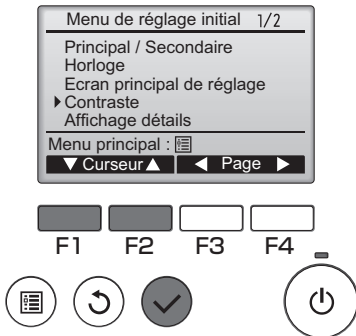 Menu de réglage initial 1/2
Principal / Secondaire
Horloge
Ecran principal de réglage
▶Contraste
Affichage détails
Menu principal :
▼ Curseur ▲ ◀ Page ▶
F1 F2 F3 F4